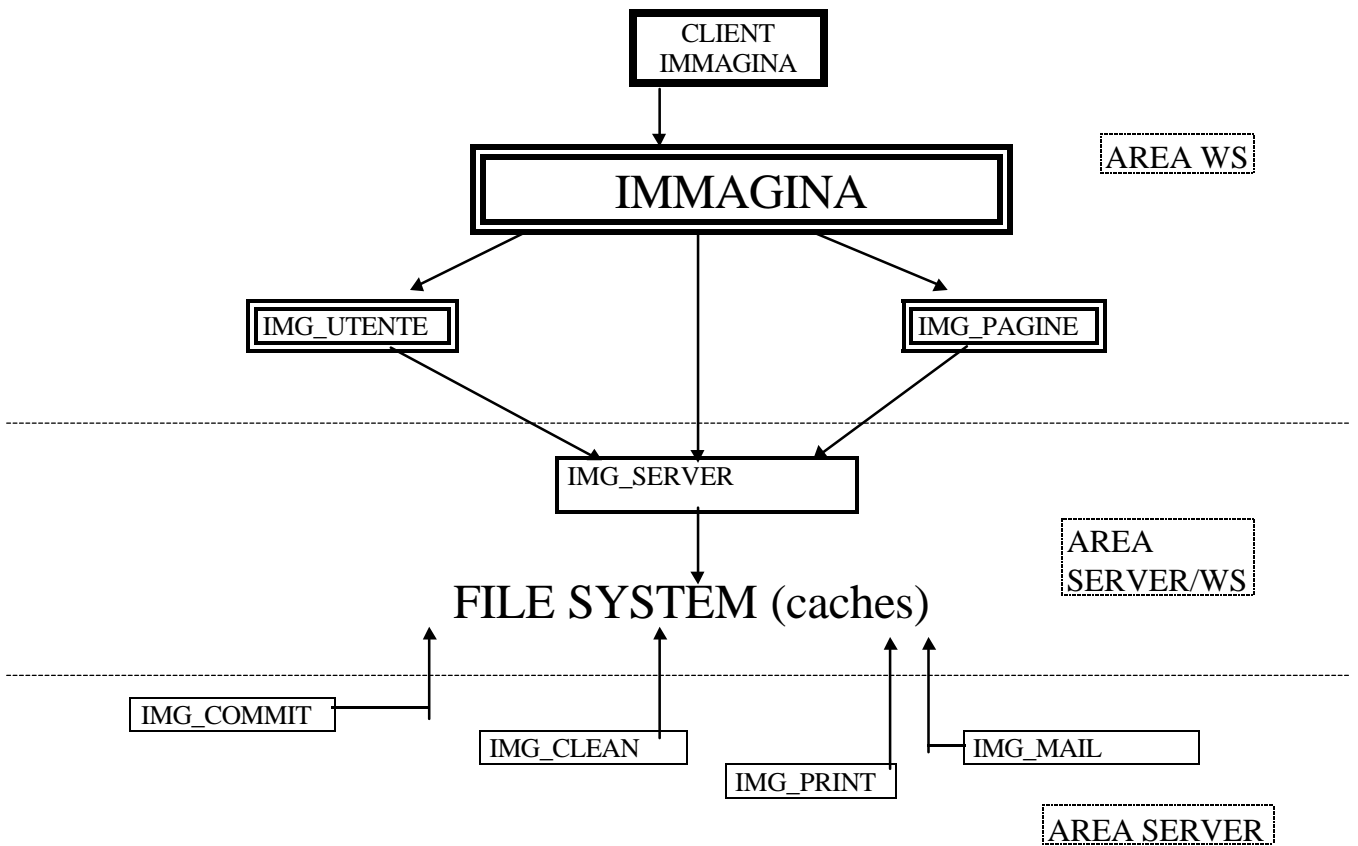 CLIENT
IMMAGINA
AREA WS
IMMAGINA
IMG_UTENTE
IMG_PAGINE
IMG_SERVER
AREA
SERVER/WS
FILE SYSTEM (caches)
IMG_COMMIT
IMG_CLEAN
IMG_MAIL
IMG_PRINT
AREA SERVER